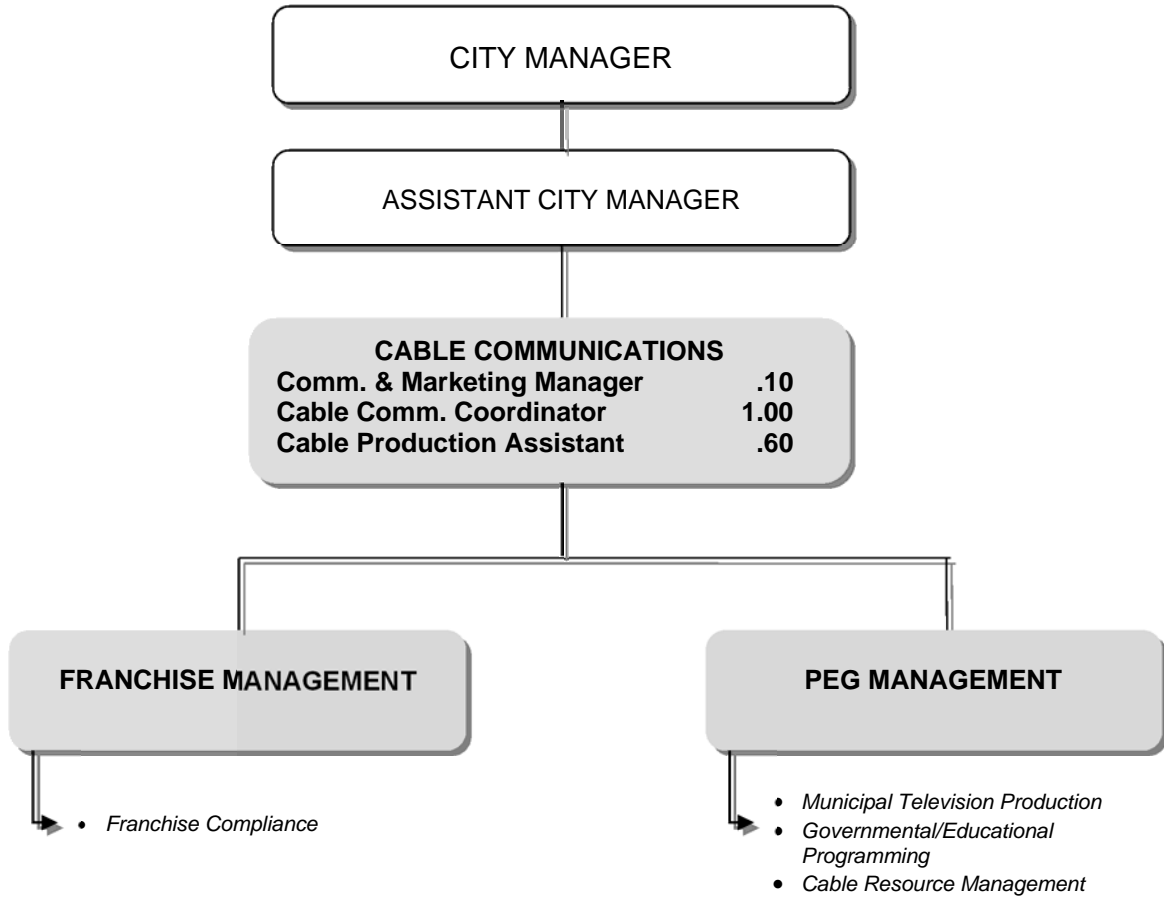 CITY MANAGER
ASSISTANT CITY MANAGER
CABLE COMMUNICATIONS
Comm. & Marketing Manager .10
Cable Comm. Coordinator 1.00
Cable Production Assistant .60
FRANCHISE MANAGEMENT
• Franchise Compliance
PEG MANAGEMENT
• Municipal Television Production
• Governmental/Educational
Programming
• Cable Resource Management